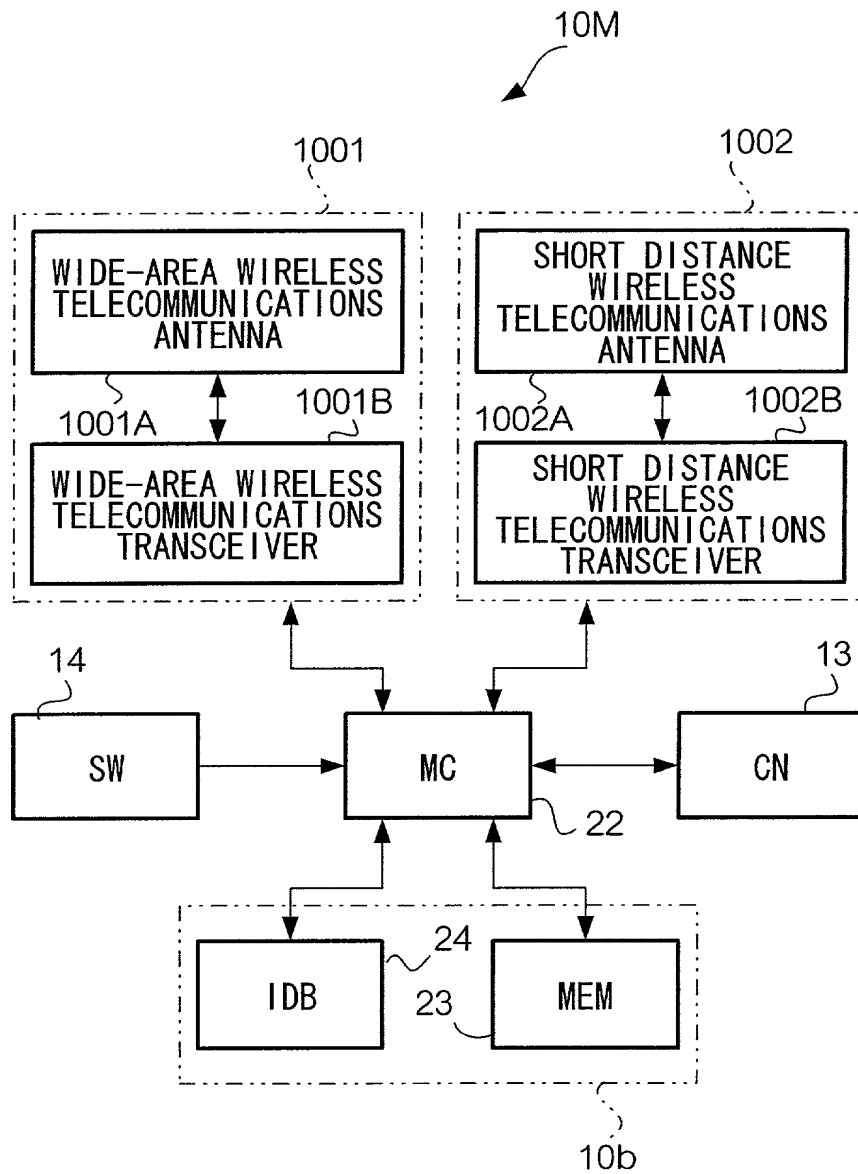 10M
1001
1002
WIDE-AREA WIRELESS
TELECOMMUNICATIONS
ANTENNA
SHORT DISTANCE
WIRELESS
TELECOMMUNICATIONS
ANTENNA
1001A
1001B
1002A
1002B
WIDE-AREA WIRELESS
TELECOMMUNICATIONS
TRANSCEIVER
SHORT DISTANCE
WIRELESS
TELECOMMUNICATIONS
TRANSCEIVER
14
13
SW
MC
CN
22
24
IDB
23
MEM
10b